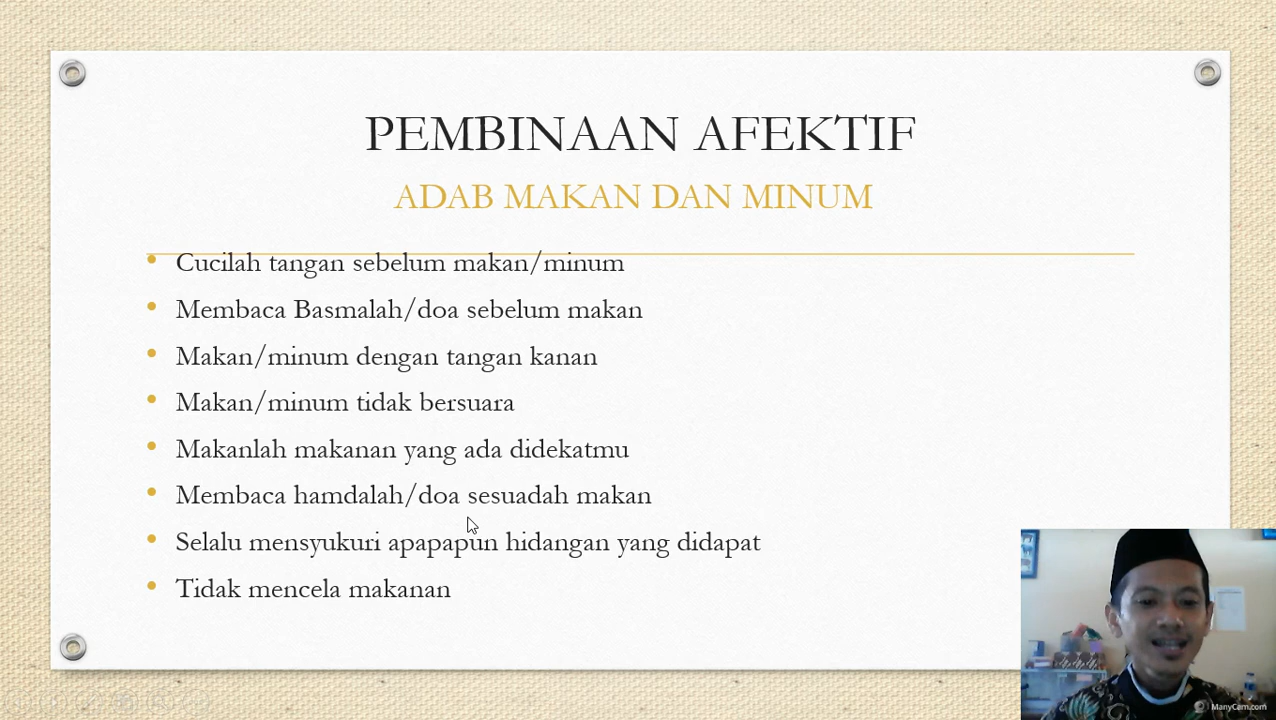 PEMBINAAN AFEKTIF
ADAB MAKAN DAN MINUM
• Cucilah tangan sebelum makan/minum
• Membaca Basmalah/doa sebelum makan
• Makan/minum dengan tangan kanan
• Makan/minum tidak bersuara
• Makanlah makanan yang ada didekatmu
• Membaca hamdalah/doa sesuadah makan
• Selalu mensyukuri apapapun hidangan yang didapat
• Tidak mencela makanan
ManyCam.com